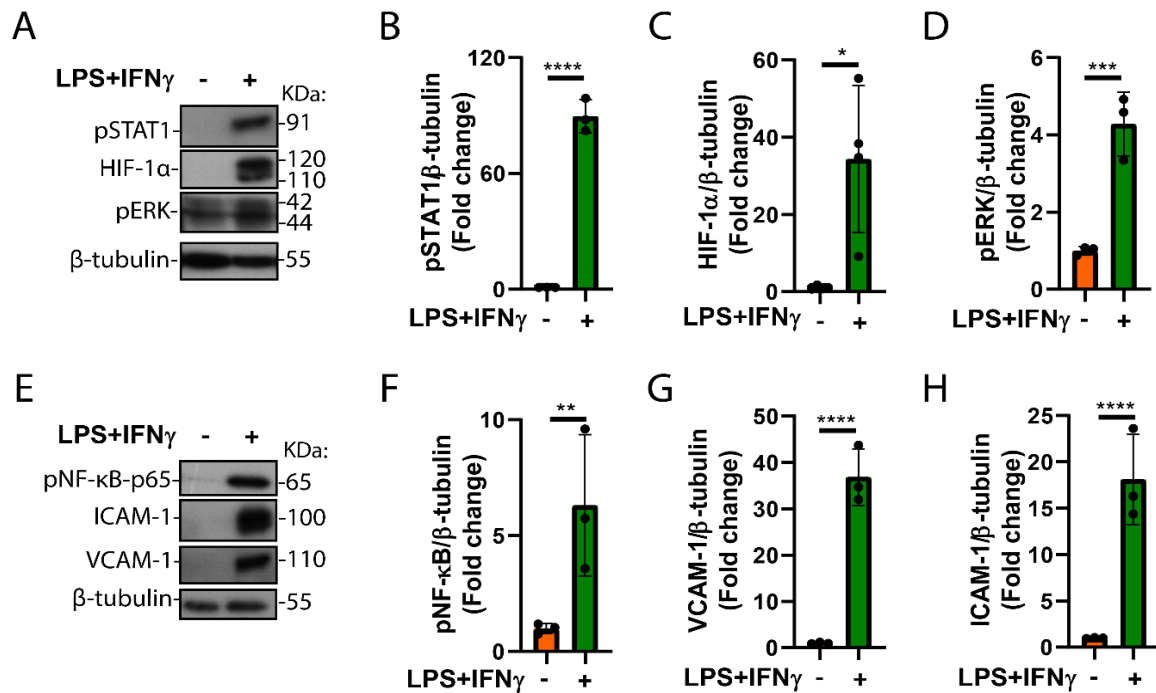 A
LPS+IFNγ - +
KDa:
pSTAT1- -91
HIF-1α- -120
-110
pERK- -42
-44
β-tubulin- -55
B
pSTAT1/β-tubulin
(Fold change)
120
60
0
****
LPS+IFNγ - +
C
HIF-1α/β-tubulin
(Fold change)
60
40
20
0
*
LPS+IFNγ - +
D
pERK/β-tubulin
(Fold change)
6
4
2
0
***
LPS+IFNγ - +
E
LPS+IFNγ - +
KDa:
pNF-κB-p65- -65
ICAM-1- -100
VCAM-1- -110
β-tubulin- -55
F
pNF-κB/β-tubulin
(Fold change)
10
5
0
**
LPS+IFNγ - +
G
VCAM-1/β-tubulin
(Fold change)
50
40
30
20
10
0
****
LPS+IFNγ - +
H
ICAM-1/β-tubulin
(Fold change)
25
20
15
10
5
0
****
LPS+IFNγ - +